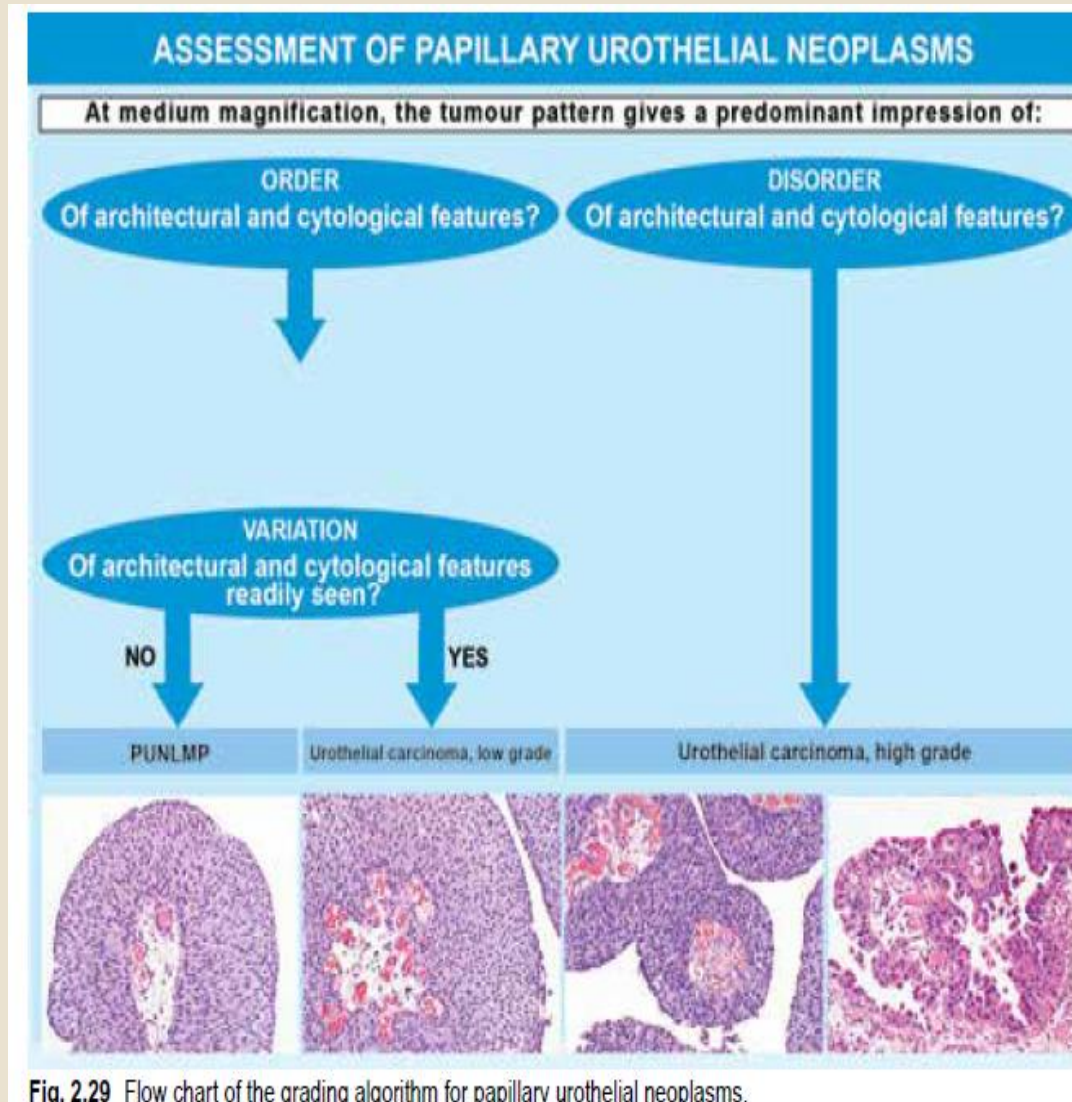 ASSESSMENT OF PAPILLARY UROTHELIAL NEOPLASMS
At medium magnification, the tumour pattern gives a predominant impression of:
ORDER
Of architectural and cytological features?
DISORDER
Of architectural and cytological features?
VARIATION
Of architectural and cytological features
readily seen?
NO
YES
PUNLMP
Urothelial carcinoma, low grade
Urothelial carcinoma, high grade
Fig. 2.29 Flow chart of the grading algorithm for papillary urothelial neoplasms.